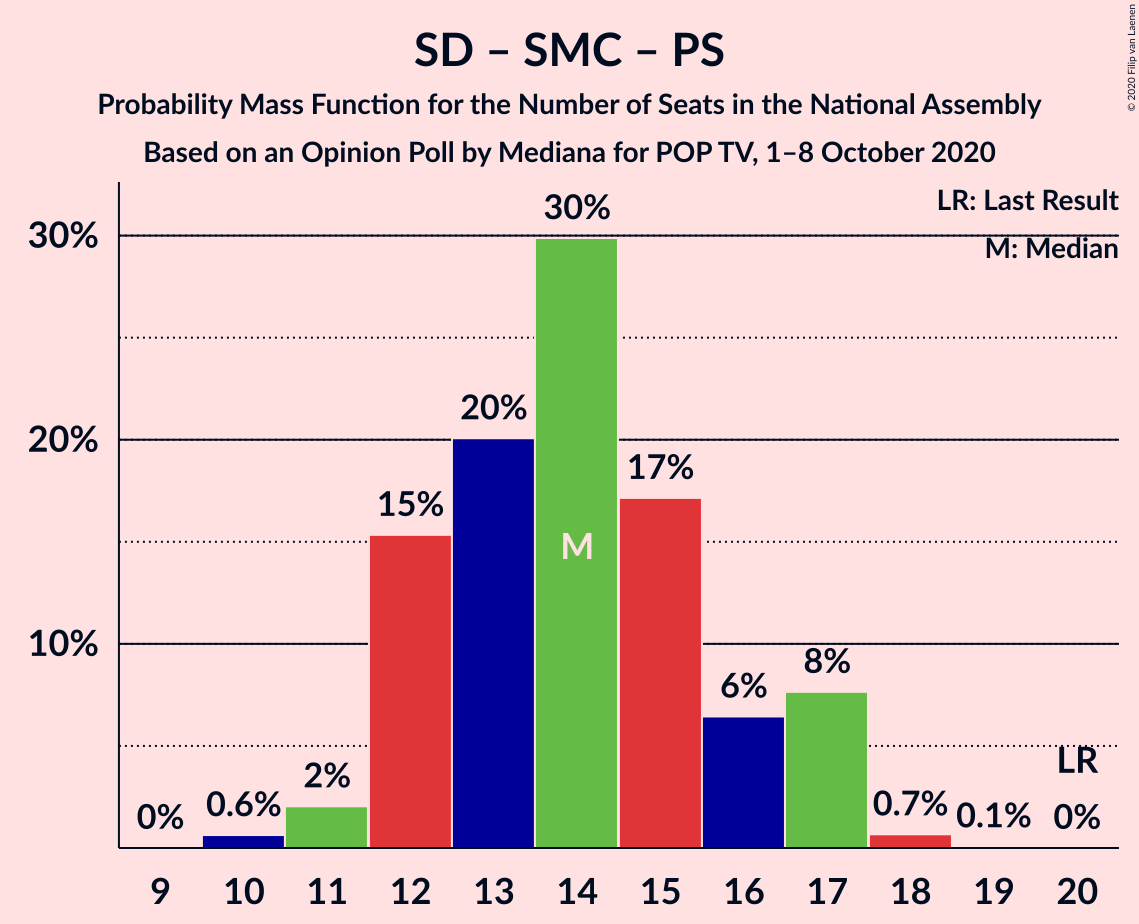 SD – SMC – PS
Probability Mass Function for the Number of Seats in the National Assembly
Based on an Opinion Poll by Mediana for POP TV, 1–8 October 2020
© 2020 Filip van Laenen
LR: Last Result
M: Median
30%
20%
10%
0%
0.6%
2%
15%
20%
30%
17%
6%
8%
0.7%
0.1%
0%
LR
M
9 10 11 12 13 14 15 16 17 18 19 20